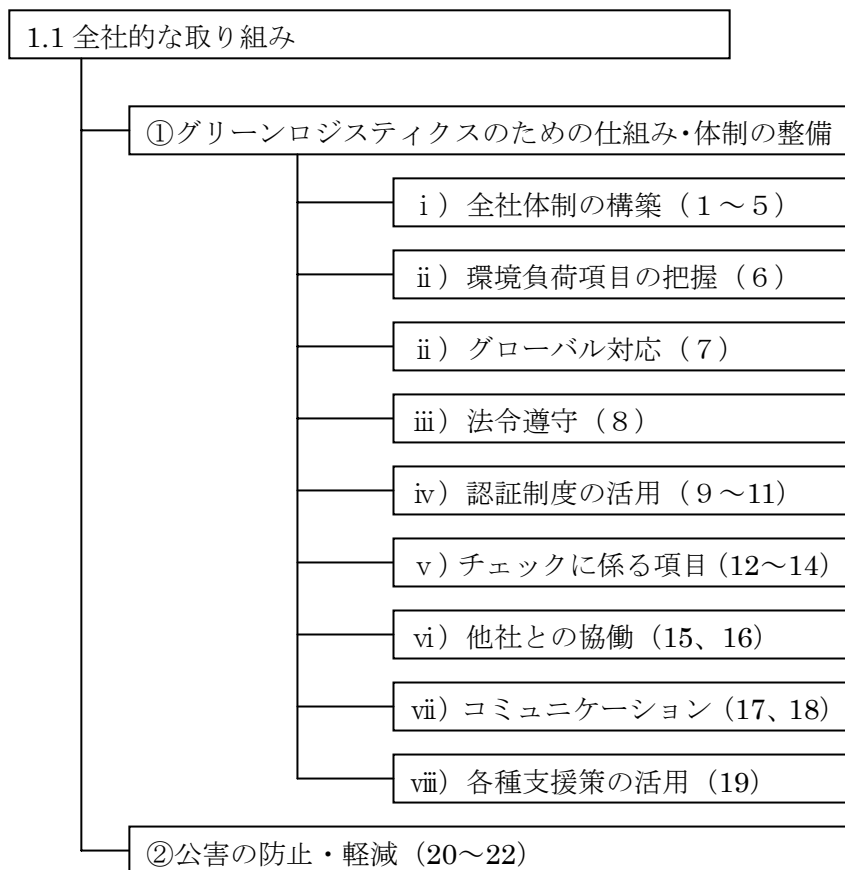 1.1 全社的な取り組み
①グリーンロジスティクスのための仕組み・体制の整備
ⅰ）全社体制の構築（１～５）
ⅱ）環境負荷項目の把握（６）
ⅱ）グローバル対応（７）
ⅲ）法令遵守（８）
ⅳ）認証制度の活用（９～11）
ⅴ）チェックに係る項目（12～14）
ⅵ）他社との協働（15、16）
ⅶ）コミュニケーション（17、18）
ⅷ）各種支援策の活用（19）
②公害の防止・軽減（20～22）